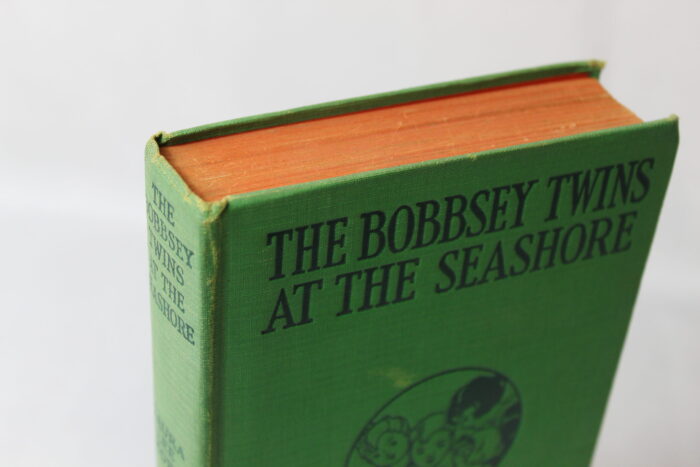 THE BOBBSEY TWINS
AT THE SEASHORE
THE
BOBBSEY
TWINS
AT THE
SEASHORE